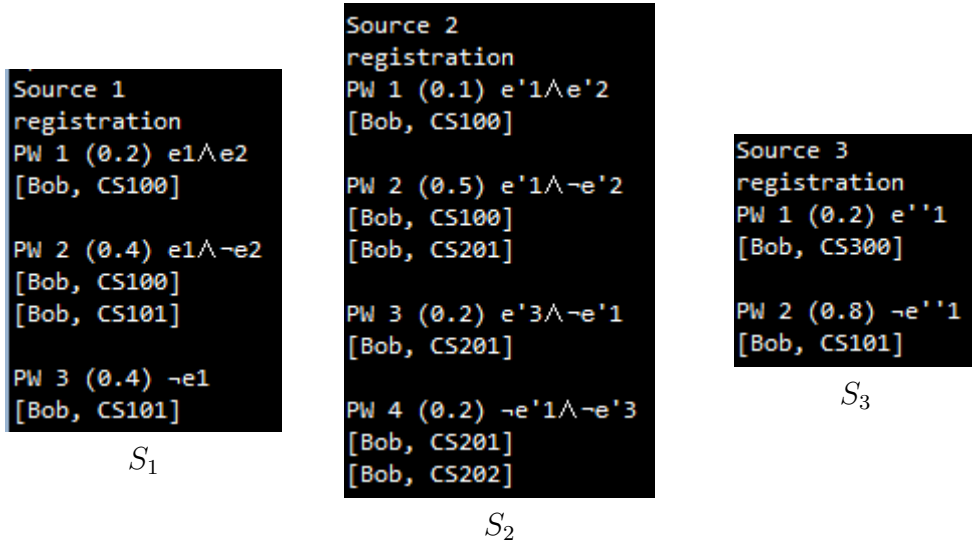 Source 1
registration
PW 1 (0.2) e1∧e2
[Bob, CS100]
PW 2 (0.4) e1∧¬e2
[Bob, CS100]
[Bob, CS101]
PW 3 (0.4) ¬e1
[Bob, CS101]
S1
Source 2
registration
PW 1 (0.1) e'1∧e'2
[Bob, CS100]
PW 2 (0.5) e'1∧¬e'2
[Bob, CS100]
[Bob, CS201]
PW 3 (0.2) e'3∧¬e'1
[Bob, CS201]
PW 4 (0.2) ¬e'1∧¬e'3
[Bob, CS201]
[Bob, CS202]
S2
Source 3
registration
PW 1 (0.2) e''1
[Bob, CS300]
PW 2 (0.8) ¬e''1
[Bob, CS101]
S3